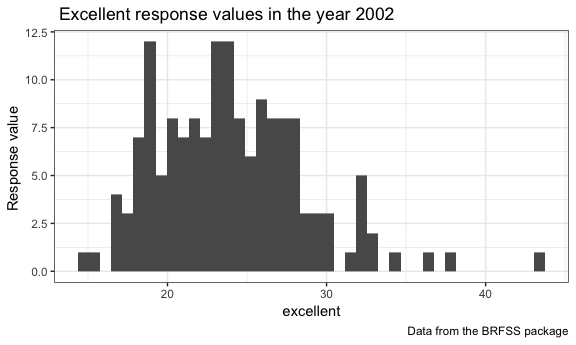 Excellent response values in the year 2002
12.5
10.0
7.5
5.0
2.5
0.0
Response value
20
30
40
excellent
Data from the BRFSS package